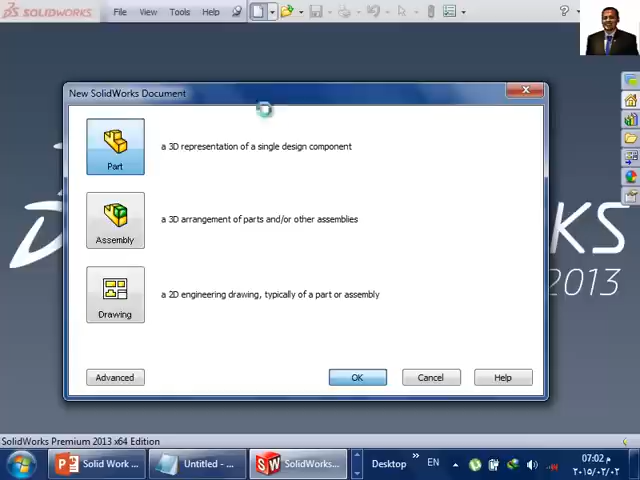 SOLIDWORKS File View Tools Help
New SolidWorks Document
Part
a 3D representation of a single design component
Assembly
a 3D arrangement of parts and/or other assemblies
Drawing
a 2D engineering drawing, typically of a part or assembly
Advanced OK Cancel Help
WORKS
2013
SolidWorks Premium 2013 x64 Edition
Solid Work ... Untitled - ... SolidWorks... Desktop » EN 07:02 م
٢٠١٥/٠٢/٠٢